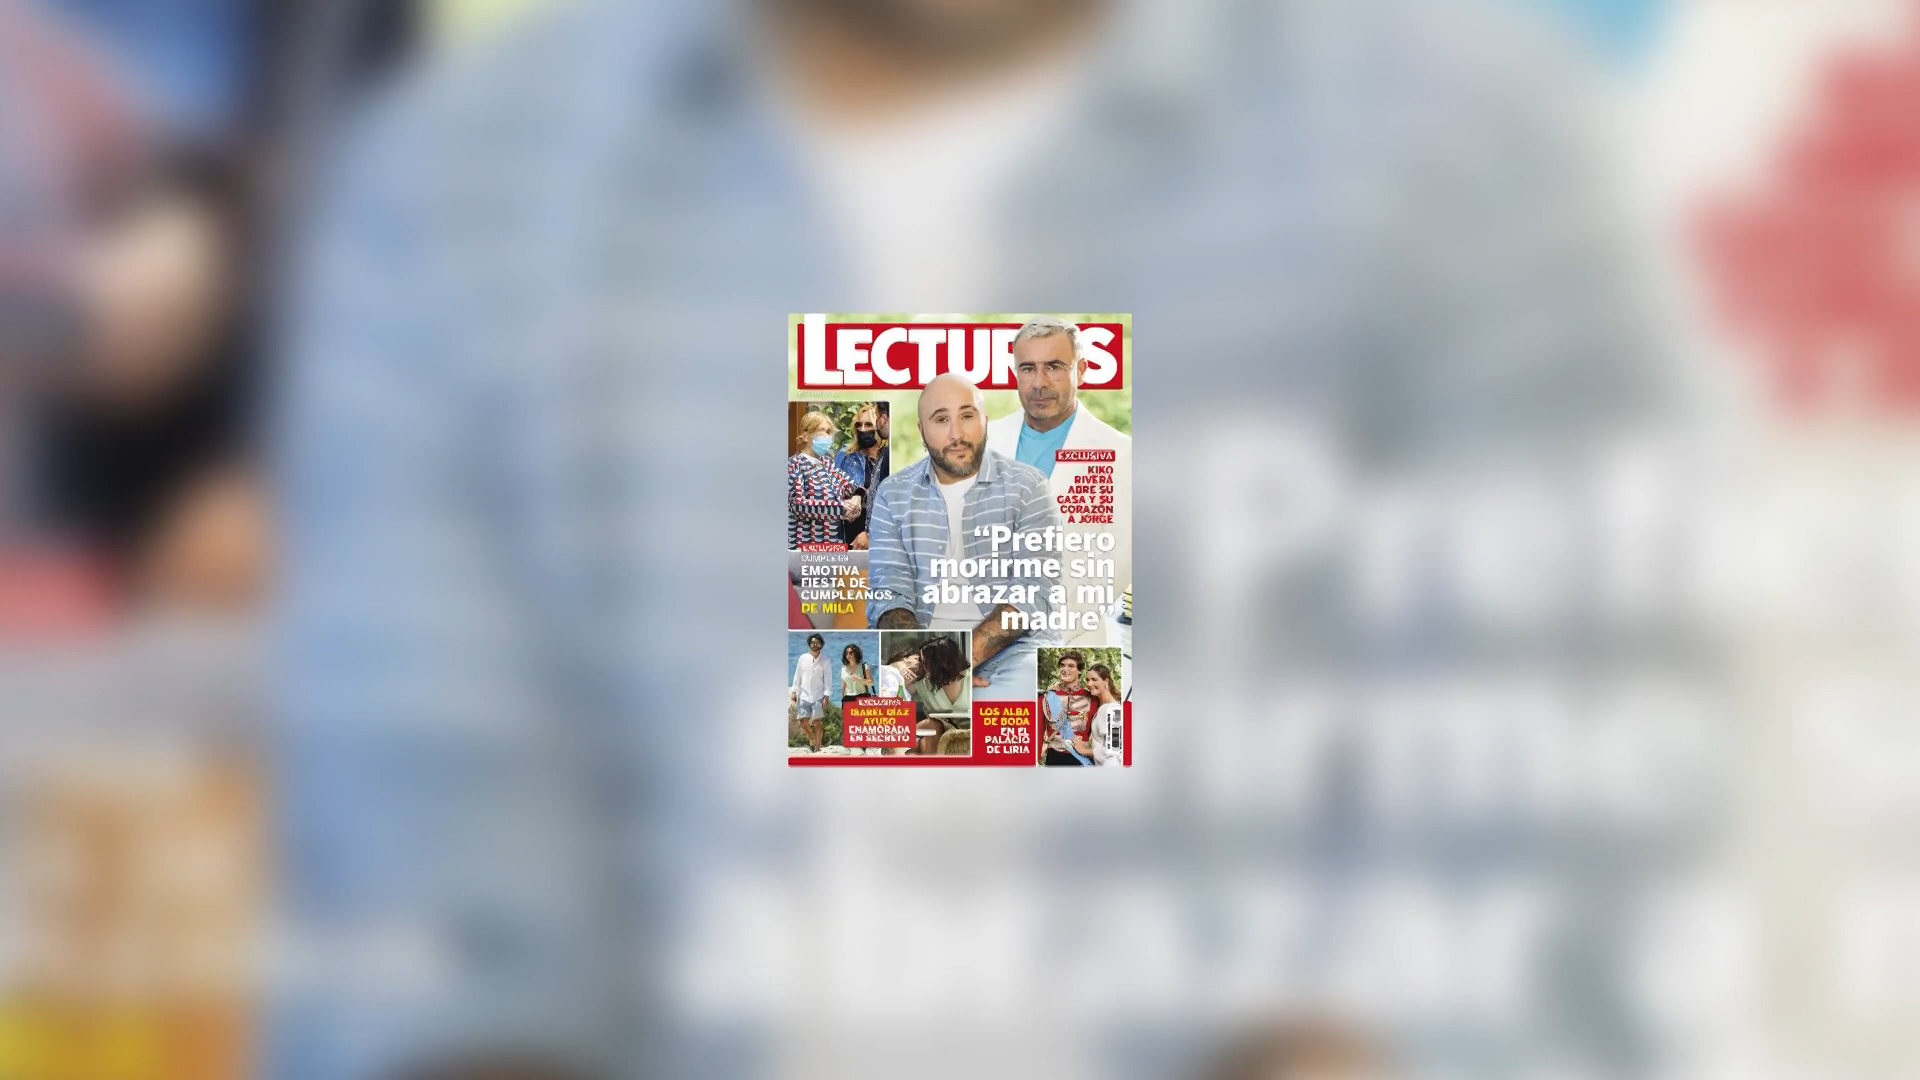 LECTURAS
EXCLUSIVA
KIKO
RIVERA
ABRE SU
CASA Y SU
CORAZÓN
A JORGE
“Prefiero
morirme sin
abrazar a mi
madre”
EXCLUSIVA
EMOTIVA
FIESTA DE
CUMPLEAÑOS
DE MILA
EXCLUSIVA
ISABEL DÍAZ
AYUSO
ENAMORADA
EN SECRETO
LOS ALBA
DE BODA
EN EL
PALACIO
DE LIRIA